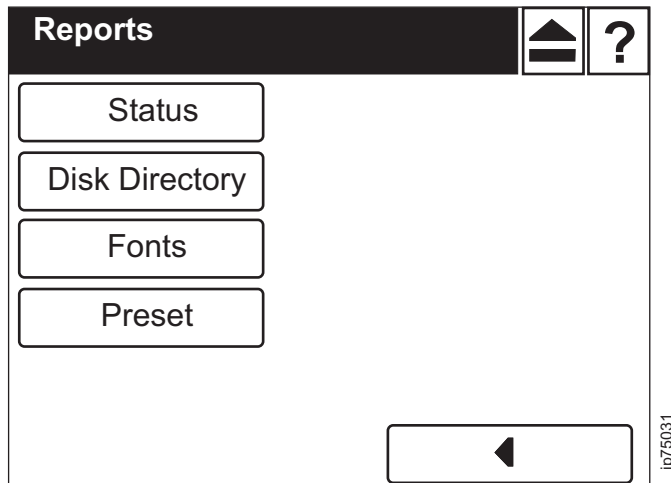 Reports
?
Status
Disk Directory
Fonts
Preset
ip75031